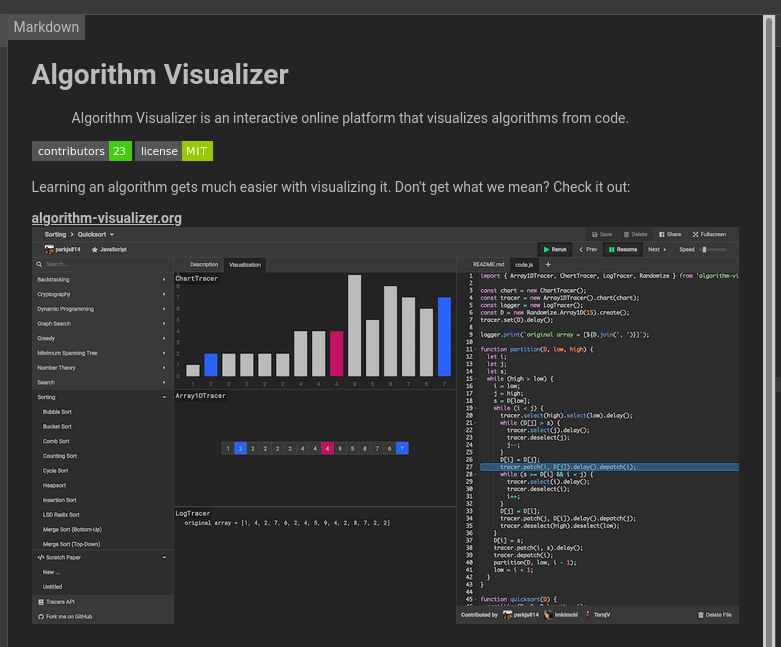 Markdown
Algorithm Visualizer
Algorithm Visualizer is an interactive online platform that visualizes algorithms from code.
contributors 23 license MIT
Learning an algorithm gets much easier with visualizing it. Don't get what we mean? Check it out:
algorithm-visualizer.org
Sorting > Quicksort
Save Delete Share Fullscreen
parkjs814 JavaScript
Rerun Prev Resume Next Speed
Search ...
Description Visualization
README.md code.js +
Backtracking
Cryptography
Dynamic Programming
Graph Search
Greedy
Minimum Spanning Tree
Number Theory
Search
Sorting
Bubble Sort
Bucket Sort
Comb Sort
Counting Sort
Cycle Sort
Heapsort
Insertion Sort
LSD Radix Sort
Merge Sort (Bottom-Up)
Merge Sort (Top-Down)
</> Scratch Paper
New ...
Untitled
Tracers API
Fork me on GitHub
ChartTracer
8
7
6
5
4
3
2
1
0
1 2 2 2 2 2 4 4 4 9 5 8 7 6 7
Array1DTracer
1 2 2 2 2 2 4 4 4 9 5 8 7 6 7
LogTracer
original array = [1, 4, 2, 7, 6, 2, 4, 5, 9, 4, 2, 8, 7, 2, 2]
1 import { Array1DTracer, ChartTracer, LogTracer, Randomize } from 'algorithm-vi
2
3 const chart = new ChartTracer();
4 const tracer = new Array1DTracer().chart(chart);
5 const logger = new LogTracer();
6 const D = new Randomize.Array1D(15).create();
7 tracer.set(D).delay();
8
9 logger.print(`original array = [${D.join(', ')}]`);
10
11 function partition(D, low, high) {
12 let i;
13 let j;
14 let s;
15 while (high > low) {
16 i = low;
17 j = high;
18 s = D[low];
19 while (i < j) {
20 tracer.select(high).select(low).delay();
21 while (D[j] > s) {
22 tracer.select(j).delay();
23 tracer.deselect(j);
24 j--;
25 }
26 D[i] = D[j];
27 tracer.patch(i, D[j]).delay().depatch(i);
28 while (s >= D[i] && i < j) {
29 tracer.select(i).delay();
30 tracer.deselect(i);
31 i++;
32 }
33 D[j] = D[i];
34 tracer.patch(j, D[i]).delay().depatch(j);
35 tracer.deselect(high).deselect(low);
36 }
37 D[i] = s;
38 tracer.patch(i, s).delay();
39 tracer.depatch(i);
40 partition(D, low, i - 1);
41 low = i + 1;
42 }
43 }
44
45 function quicksort(D) {
Contributed by parkjs814 imkimchi TornjV
Delete File